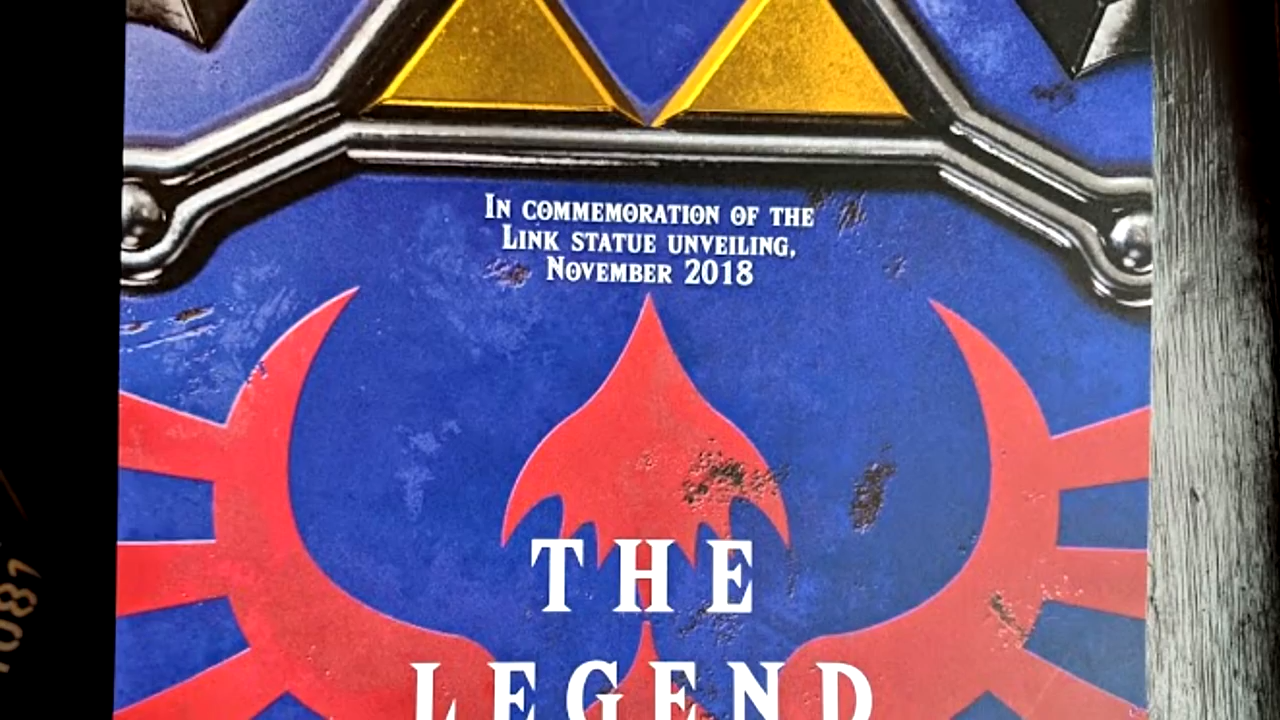 In commemoration of the
Link statue unveiling,
November 2018
THE
LEGEND